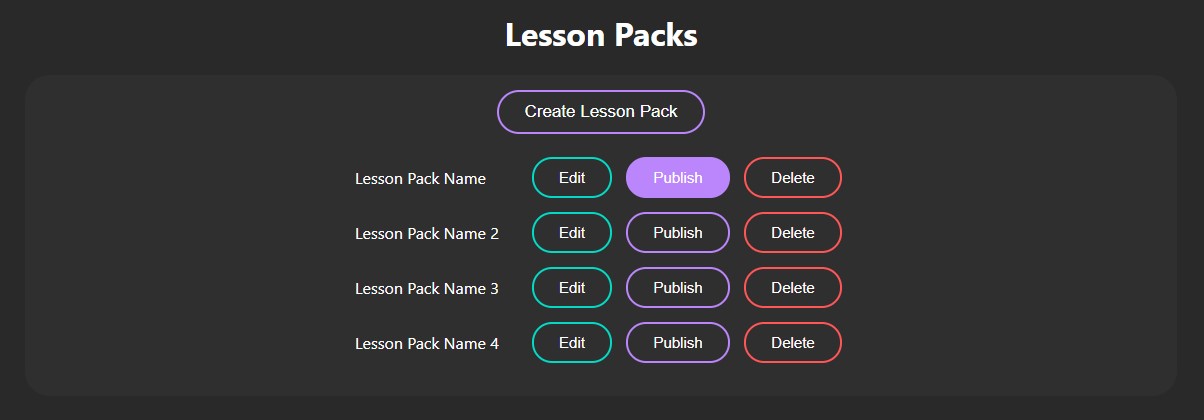 Lesson Packs
Create Lesson Pack
Lesson Pack Name Edit Publish Delete
Lesson Pack Name 2 Edit Publish Delete
Lesson Pack Name 3 Edit Publish Delete
Lesson Pack Name 4 Edit Publish Delete